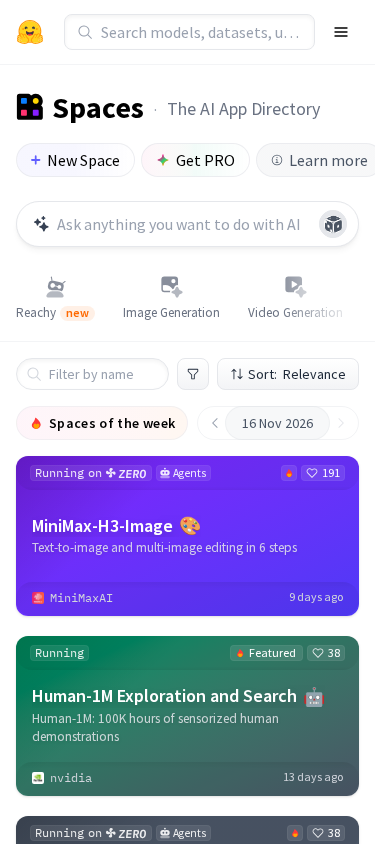 Search models, datasets, u…
Spaces · The AI App Directory
New Space Get PRO Learn more
Ask anything you want to do with AI
Reachy new Image Generation Video Generation
Filter by name Sort: Relevance
Spaces of the week 16 Nov 2026
Running on ZERO Agents 191
MiniMax-H3-Image 🎨
Text-to-image and multi-image editing in 6 steps
MiniMaxAI 9 days ago
Running Featured 38
Human-1M Exploration and Search 🤖
Human-1M: 100K hours of sensorized human
demonstrations
nvidia 13 days ago
Running on ZERO Agents 38